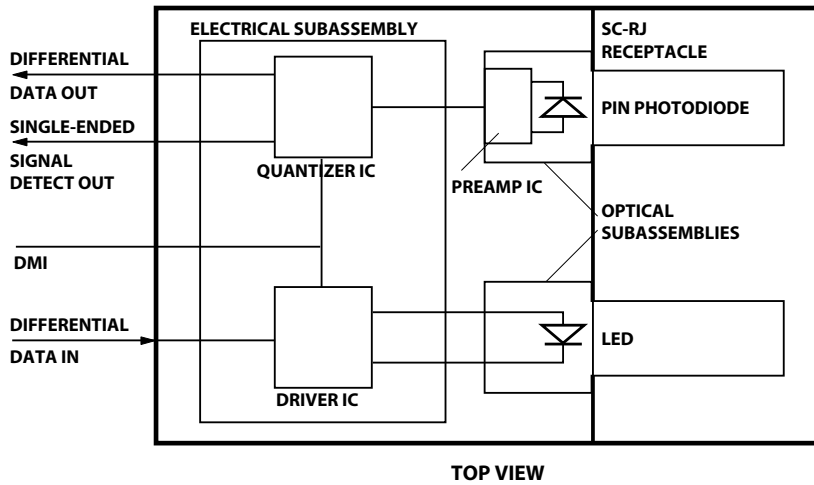 ELECTRICAL SUBASSEMBLY
SC-RJ
RECEPTACLE
DIFFERENTIAL
DATA OUT
PIN PHOTODIODE
SINGLE-ENDED
SIGNAL
DETECT OUT
QUANTIZER IC
PREAMP IC
OPTICAL
SUBASSEMBLIES
DMI
DIFFERENTIAL
DATA IN
LED
DRIVER IC
TOP VIEW